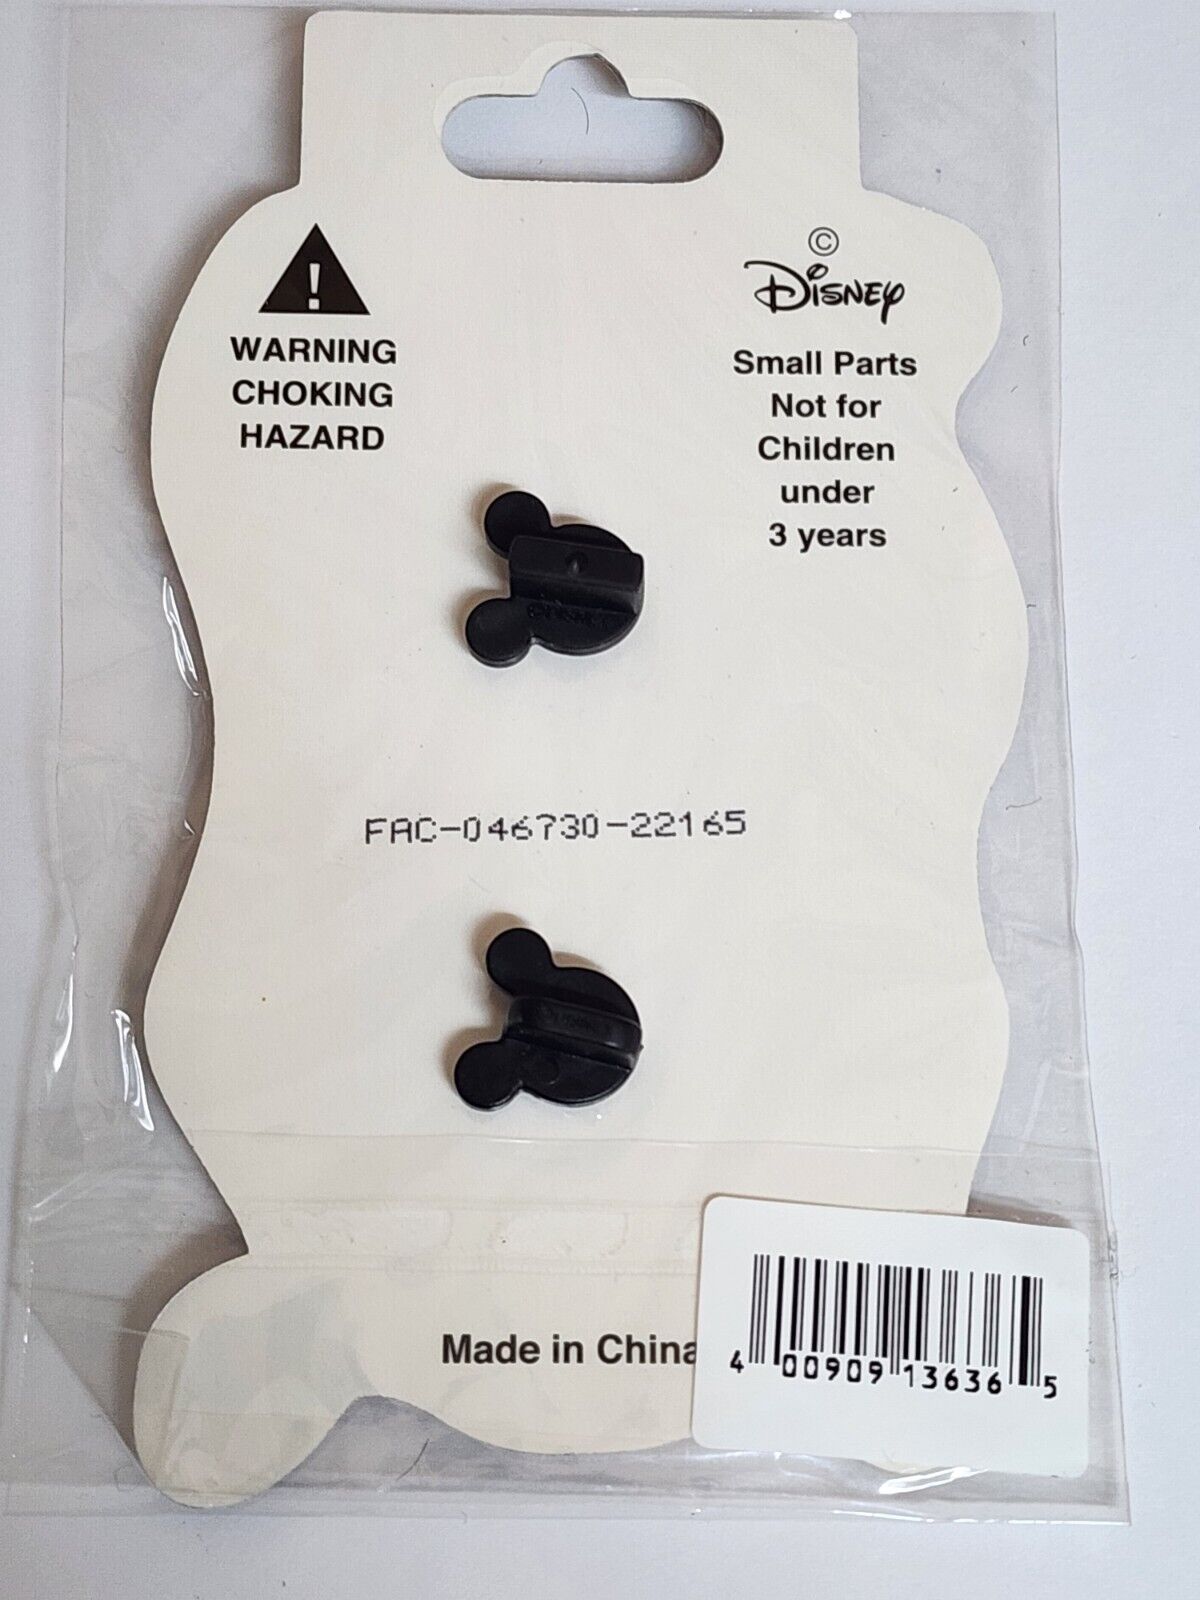 WARNING
CHOKING
HAZARD
©
Disney
Small Parts
Not for
Children
under
3 years
FAC-046730-22165
Made in China
4 00909 13636 5